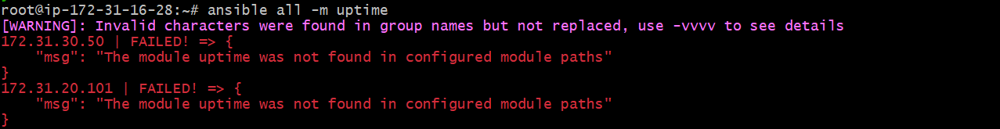 root@ip-172-31-16-28:~# ansible all -m uptime
[WARNING]: Invalid characters were found in group names but not replaced, use -vvvv to see details
172.31.30.50 | FAILED! => {
    "msg": "The module uptime was not found in configured module paths"
}
172.31.20.101 | FAILED! => {
    "msg": "The module uptime was not found in configured module paths"
}